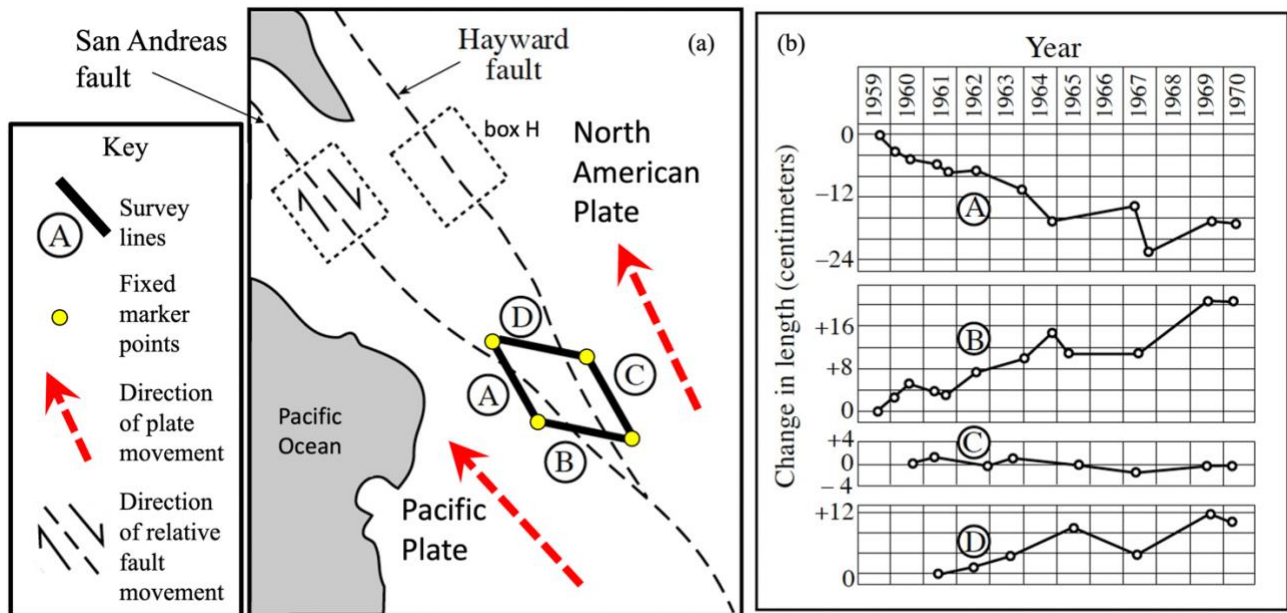 San Andreas
fault
Key
A
Survey
lines
Fixed
marker
points
Direction
of plate
movement
Direction
of relative
fault
movement
(a)
Hayward
fault
box H
North
American
Plate
D
C
A
B
Pacific
Ocean
Pacific
Plate
(b)
Year
1959 1960 1961 1962 1963 1964 1965 1966 1967 1968 1969 1970
Change in length (centimeters)
0
−12
−24
A
+16
+8
0
B
+4
0
−4
C
+12
0
D